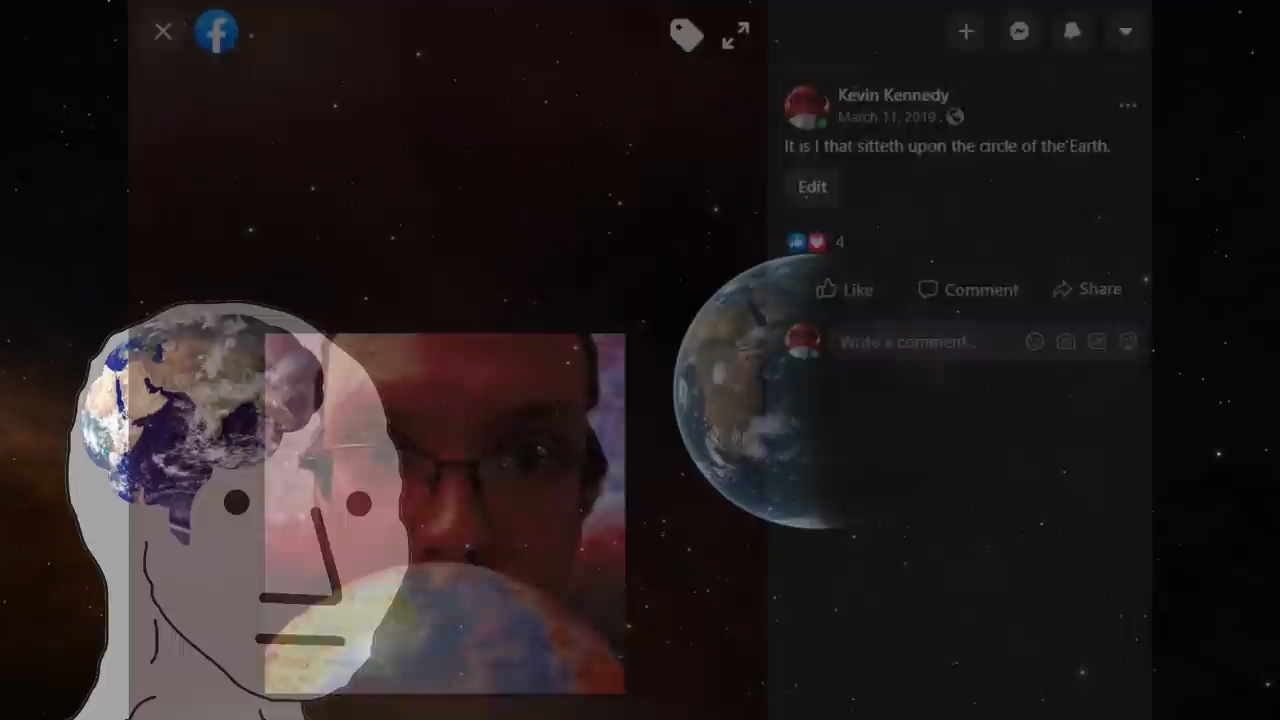 Kevin Kennedy
March 11, 2019 ·
It is I that sitteth upon the circle of the Earth.
Edit
4
Like Comment Share
Write a comment...